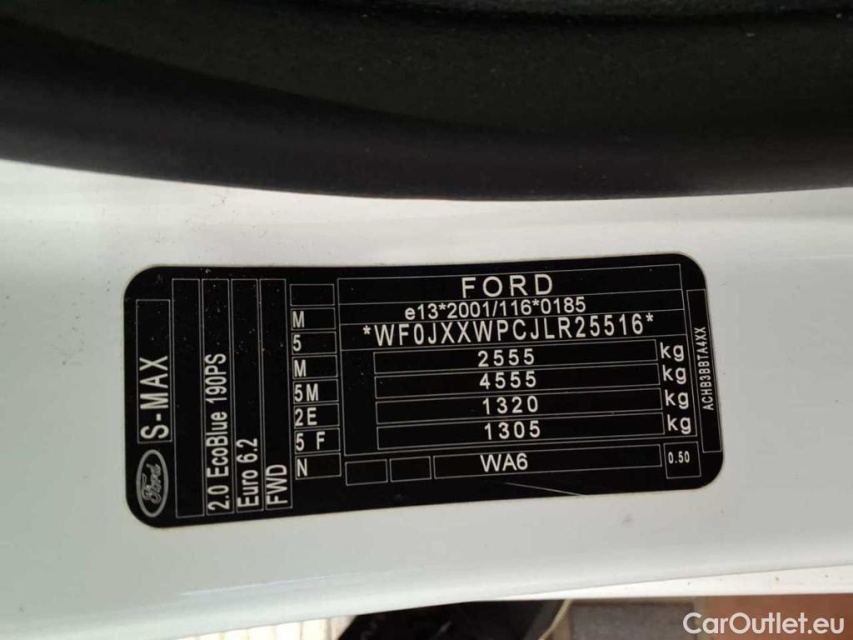 FORD
e13*2001/116*0185
*WF0JXXWPCJLR25516*
2555 kg
4555 kg
1320 kg
1305 kg
WA6
0.50
ACHB3BBTA4XX
M
5
M
5M
2E
5 F
N
FWD
Euro 6.2
2.0 EcoBlue 190PS
S-MAX
Ford
CarOutlet.eu